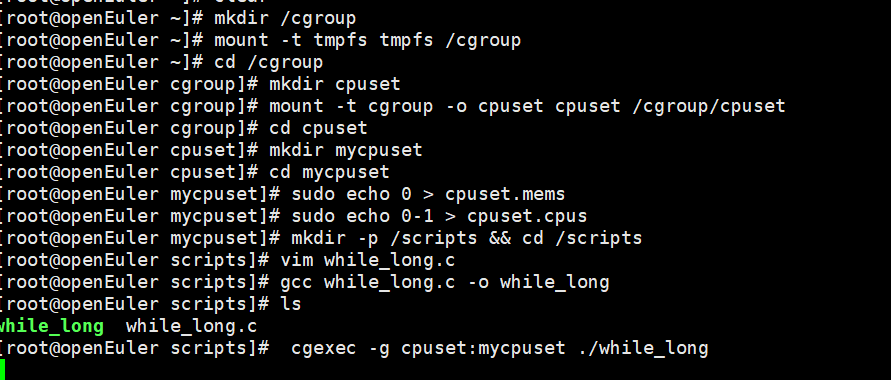 [root@openEuler ~]# mkdir /cgroup
[root@openEuler ~]# mount -t tmpfs tmpfs /cgroup
[root@openEuler ~]# cd /cgroup
[root@openEuler cgroup]# mkdir cpuset
[root@openEuler cgroup]# mount -t cgroup -o cpuset cpuset /cgroup/cpuset
[root@openEuler cgroup]# cd cpuset
[root@openEuler cpuset]# mkdir mycpuset
[root@openEuler cpuset]# cd mycpuset
[root@openEuler mycpuset]# sudo echo 0 > cpuset.mems
[root@openEuler mycpuset]# sudo echo 0-1 > cpuset.cpus
[root@openEuler mycpuset]# mkdir -p /scripts && cd /scripts
[root@openEuler scripts]# vim while_long.c
[root@openEuler scripts]# gcc while_long.c -o while_long
[root@openEuler scripts]# ls
while_long  while_long.c
[root@openEuler scripts]#  cgexec -g cpuset:mycpuset ./while_long